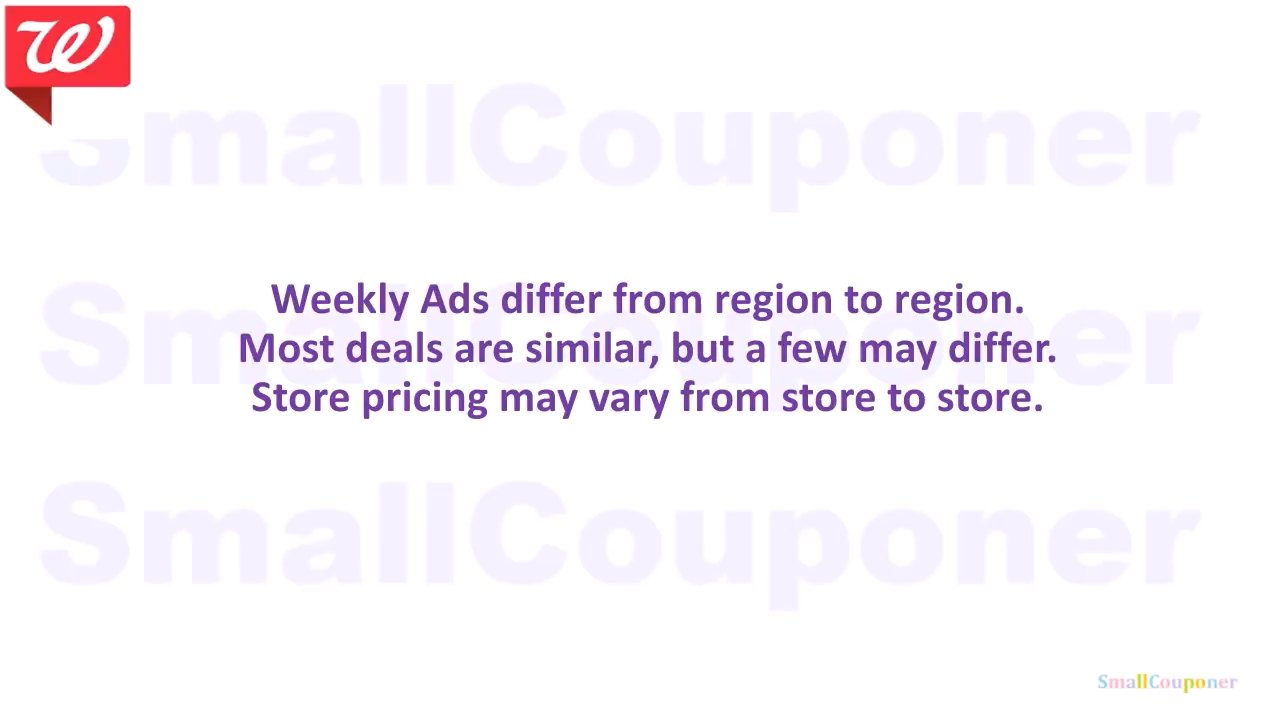 W
SmallCouponer
Weekly Ads differ from region to region.
SmallCouponer
Most deals are similar, but a few may differ.
Store pricing may vary from store to store.
SmallCouponer
SmallCouponer